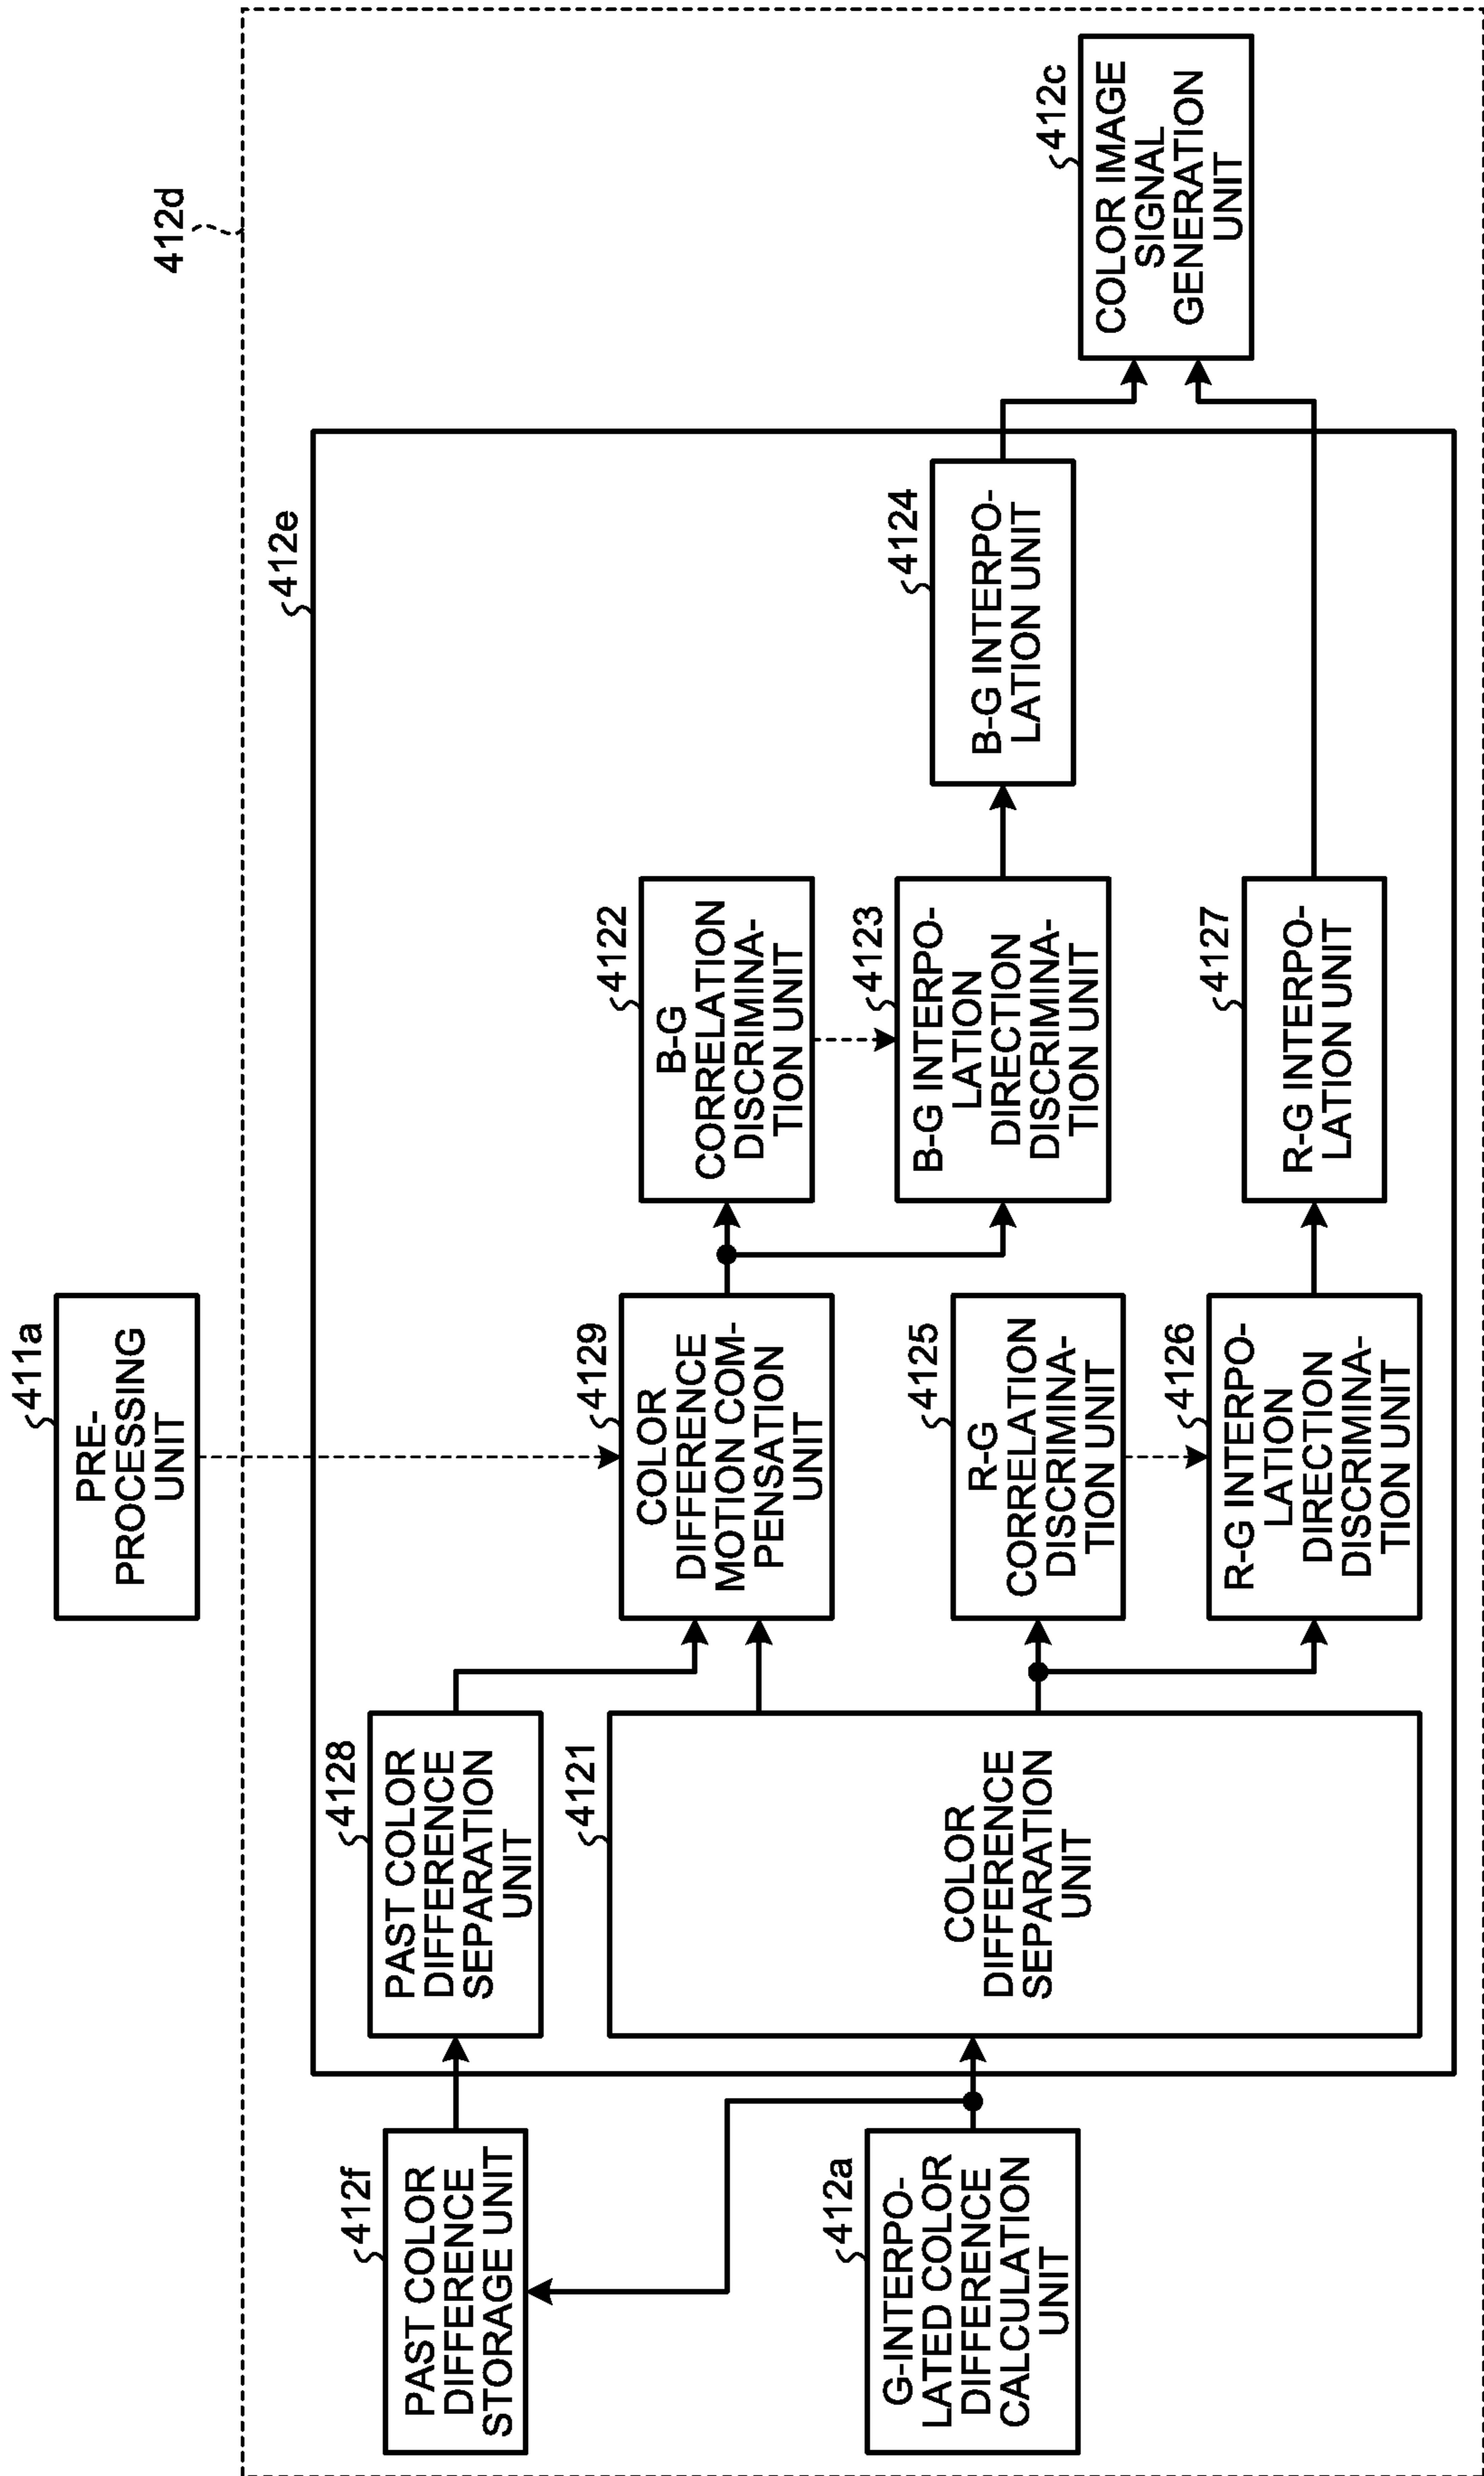 411a
PRE-
PROCESSING
UNIT
412d
412e
412f
PAST COLOR
DIFFERENCE
STORAGE UNIT
4128
PAST COLOR
DIFFERENCE
SEPARATION
UNIT
4129
COLOR
DIFFERENCE
MOTION COM-
PENSATION
UNIT
4122
B-G
CORRELATION
DISCRIMINA-
TION UNIT
412a
G-INTERPO-
LATED COLOR
DIFFERENCE
CALCULATION
UNIT
4121
COLOR
DIFFERENCE
SEPARATION
UNIT
4125
R-G
CORRELATION
DISCRIMINA-
TION UNIT
4123
B-G INTERPO-
LATION
DIRECTION
DISCRIMINA-
TION UNIT
4124
B-G INTERPO-
LATION UNIT
412c
COLOR IMAGE
SIGNAL
GENERATION
UNIT
4126
R-G INTERPO-
LATION
DIRECTION
DISCRIMINA-
TION UNIT
4127
R-G INTERPO-
LATION UNIT